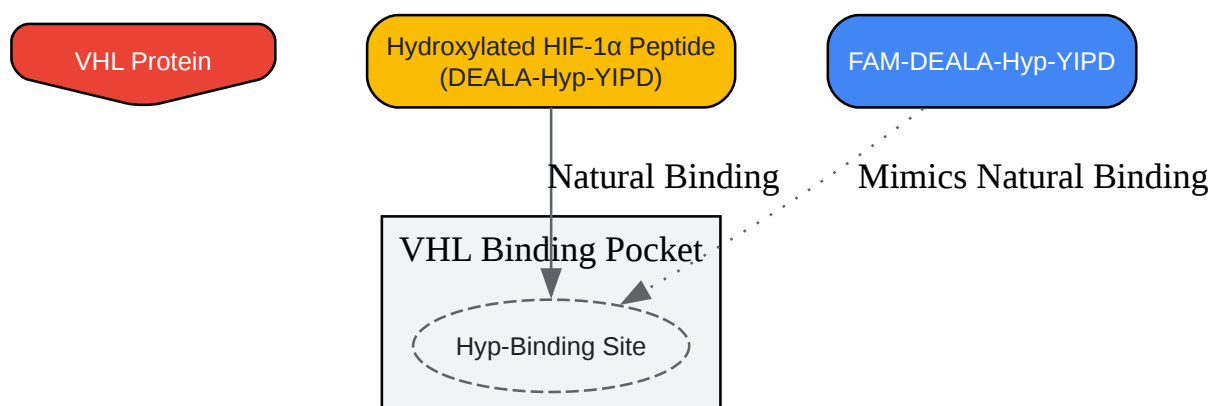 VHL Protein
Hydroxylated HIF-1α Peptide
(DEALA-Hyp-YIPD)
FAM-DEALA-Hyp-YIPD
Natural Binding
Mimics Natural Binding
VHL Binding Pocket
Hyp-Binding Site